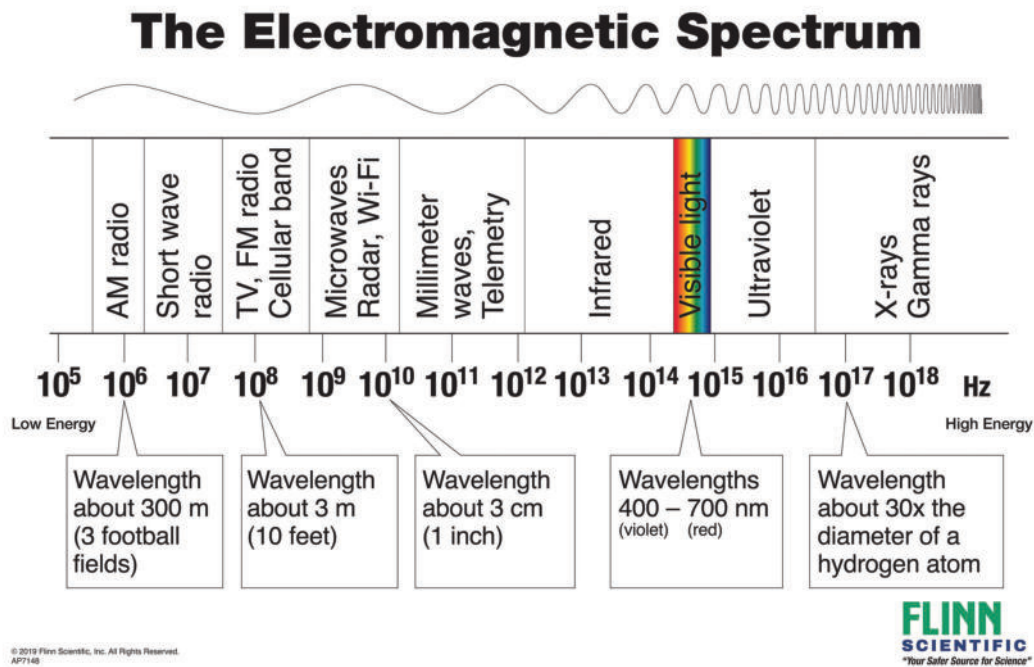 The Electromagnetic Spectrum
AM radio
Short wave
radio
TV, FM radio
Cellular band
Microwaves
Radar, Wi-Fi
Millimeter
waves,
Telemetry
Infrared
Visible light
Ultraviolet
X-rays
Gamma rays
10⁵ 10⁶ 10⁷ 10⁸ 10⁹ 10¹⁰ 10¹¹ 10¹² 10¹³ 10¹⁴ 10¹⁵ 10¹⁶ 10¹⁷ 10¹⁸ Hz
Low Energy
High Energy
Wavelength
about 300 m
(3 football
fields)
Wavelength
about 3 m
(10 feet)
Wavelength
about 3 cm
(1 inch)
Wavelengths
400 – 700 nm
(violet) (red)
Wavelength
about 30x the
diameter of a
hydrogen atom
© 2019 Flinn Scientific, Inc. All Rights Reserved.
AP7148
FLINN
SCIENTIFIC
"Your Safer Source for Science"